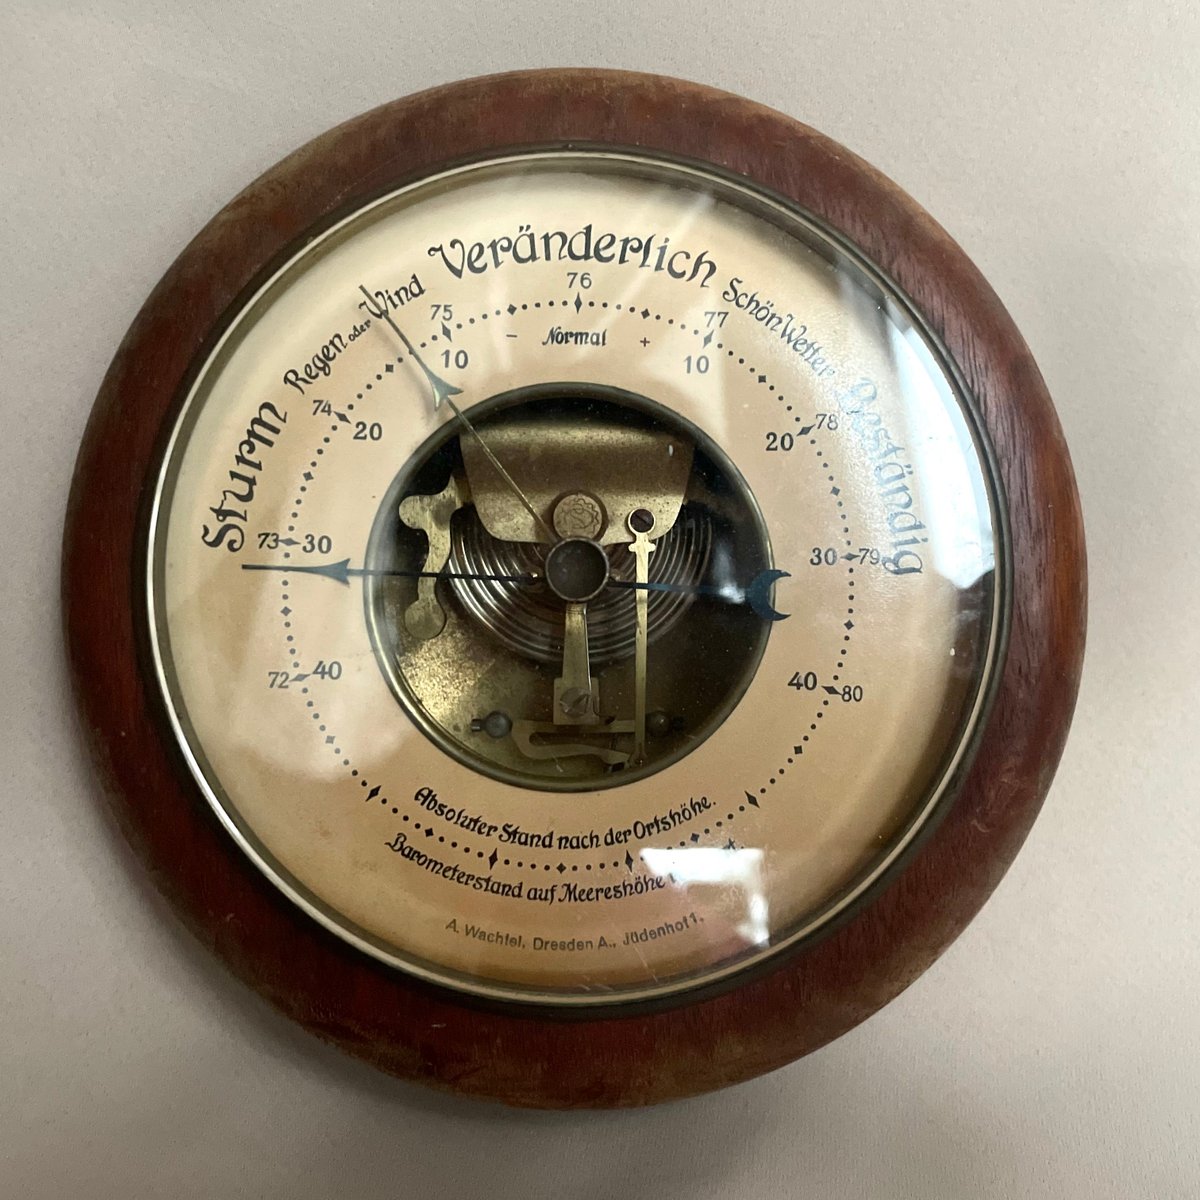 Sturm Regen oder Wind Veränderlich Schön Wetter Beständig
72 73 74 75 76 77 78 79 80
- Normal +
40 30 20 10 10 20 30 40
Absoluter Stand nach der Ortshöhe.
Barometerstand auf Meereshöhe
A. Wachtel, Dresden A., Jüdenhof 1.